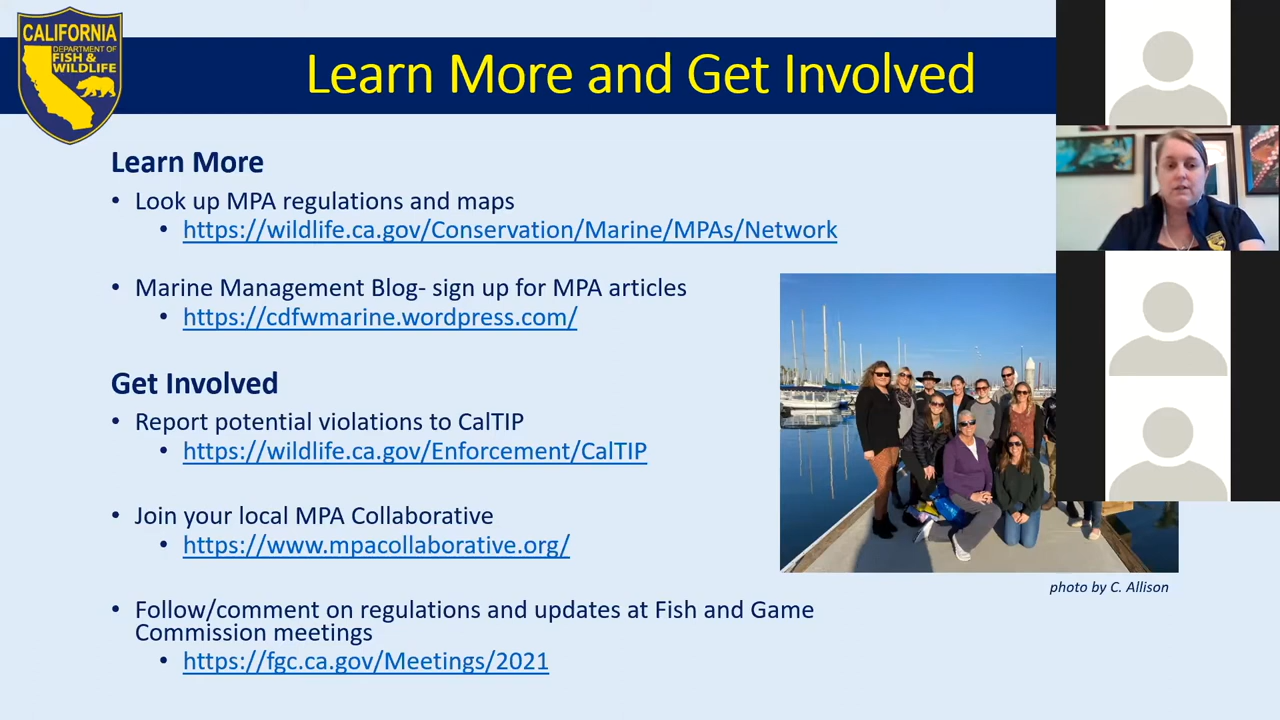 CALIFORNIA
DEPARTMENT OF
FISH &
WILDLIFE
Learn More and Get Involved
Learn More
• Look up MPA regulations and maps
• https://wildlife.ca.gov/Conservation/Marine/MPAs/Network
• Marine Management Blog- sign up for MPA articles
• https://cdfwmarine.wordpress.com/
Get Involved
• Report potential violations to CalTIP
• https://wildlife.ca.gov/Enforcement/CalTIP
• Join your local MPA Collaborative
• https://www.mpacollaborative.org/
photo by C. Allison
• Follow/comment on regulations and updates at Fish and Game
Commission meetings
• https://fgc.ca.gov/Meetings/2021